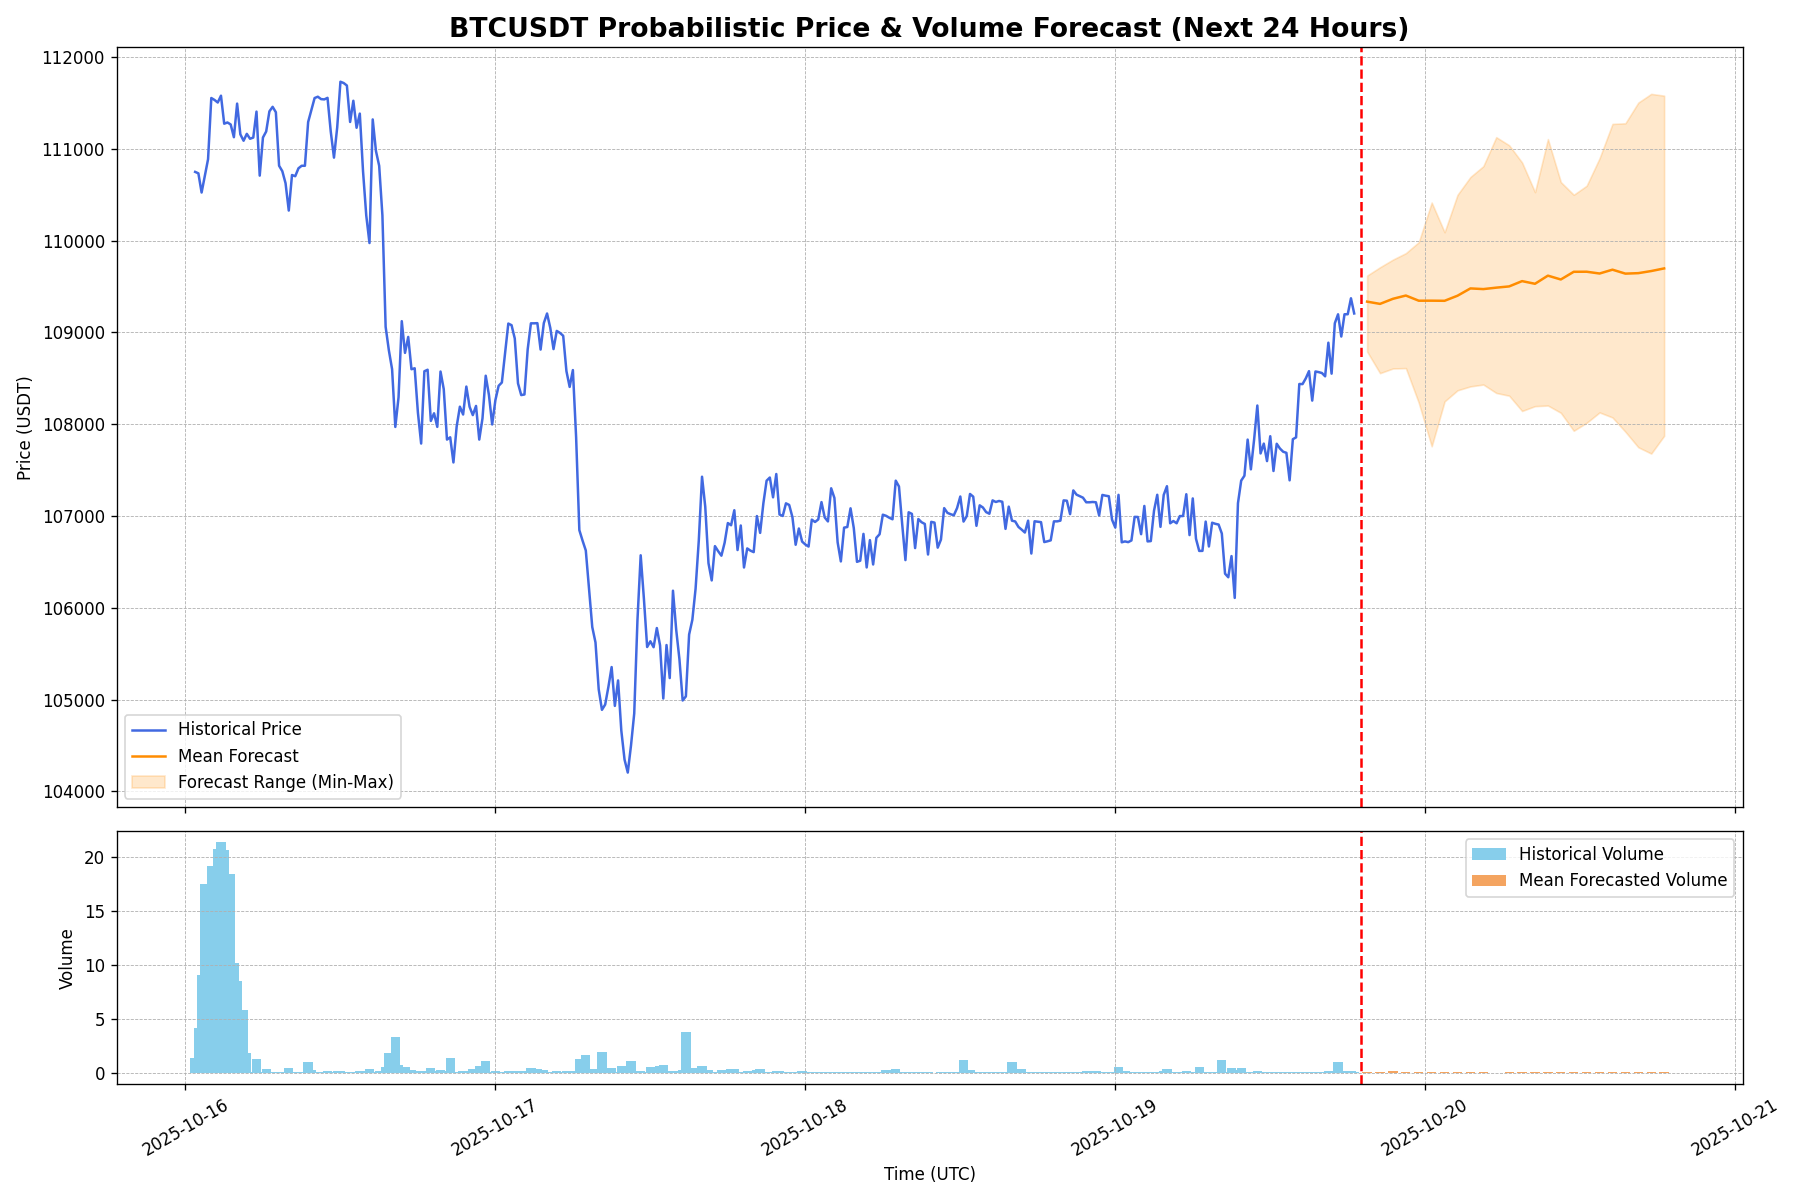 BTCUSDT Probabilistic Price & Volume Forecast (Next 24 Hours)
112000
111000
110000
109000
108000
107000
106000
105000
104000
Price (USDT)
Historical Price
Mean Forecast
Forecast Range (Min-Max)
20
15
10
5
0
Volume
Historical Volume
Mean Forecasted Volume
2025-10-16
2025-10-17
2025-10-18
2025-10-19
2025-10-20
2025-10-21
Time (UTC)